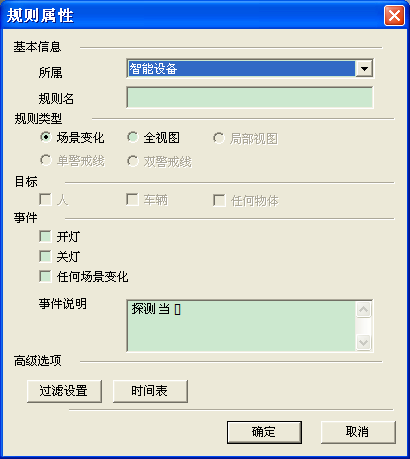 规则属性
基本信息
所属 智能设备
规则名
规则类型
场景变化 全视图 局部视图
单警戒线 双警戒线
目标
人 车辆 任何物体
事件
开灯
关灯
任何场景变化
事件说明 探测 当 []
高级选项
过滤设置 时间表
确定 取消